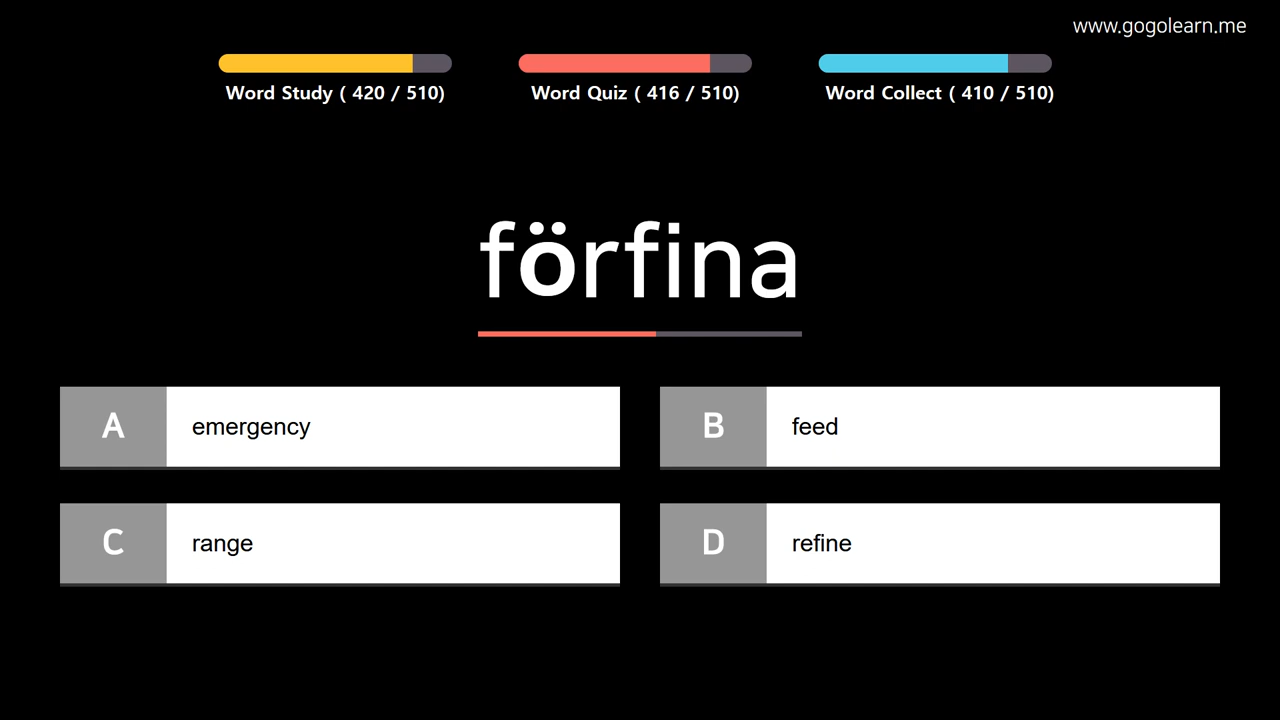 www.gogolearn.me
Word Study ( 420 / 510)
Word Quiz ( 416 / 510)
Word Collect ( 410 / 510)
förfina
A emergency
B feed
C range
D refine